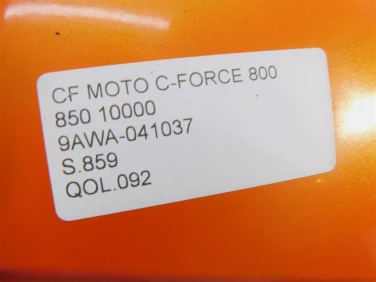 CF MOTO C-FORCE 800
850 10000
9AWA-041037
S.859
QOL.092